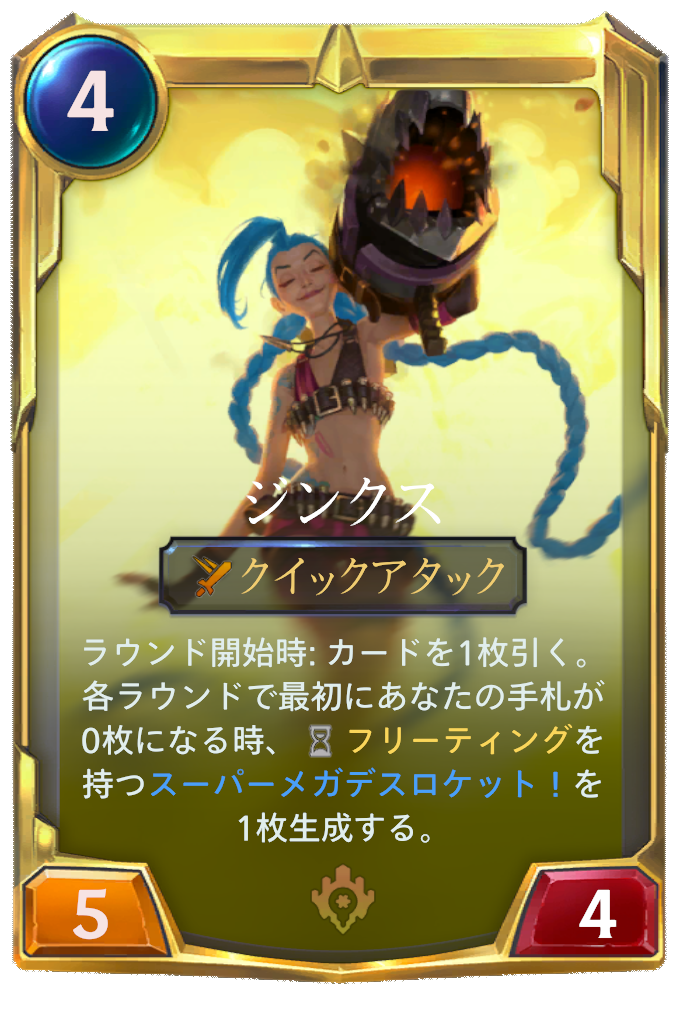 4
ジンクス
クイックアタック
ラウンド開始時: カードを1枚引く。
各ラウンドで最初にあなたの手札が
0枚になる時、 フリーティングを
持つスーパーメガデスロケット！を
1枚生成する。
5
4